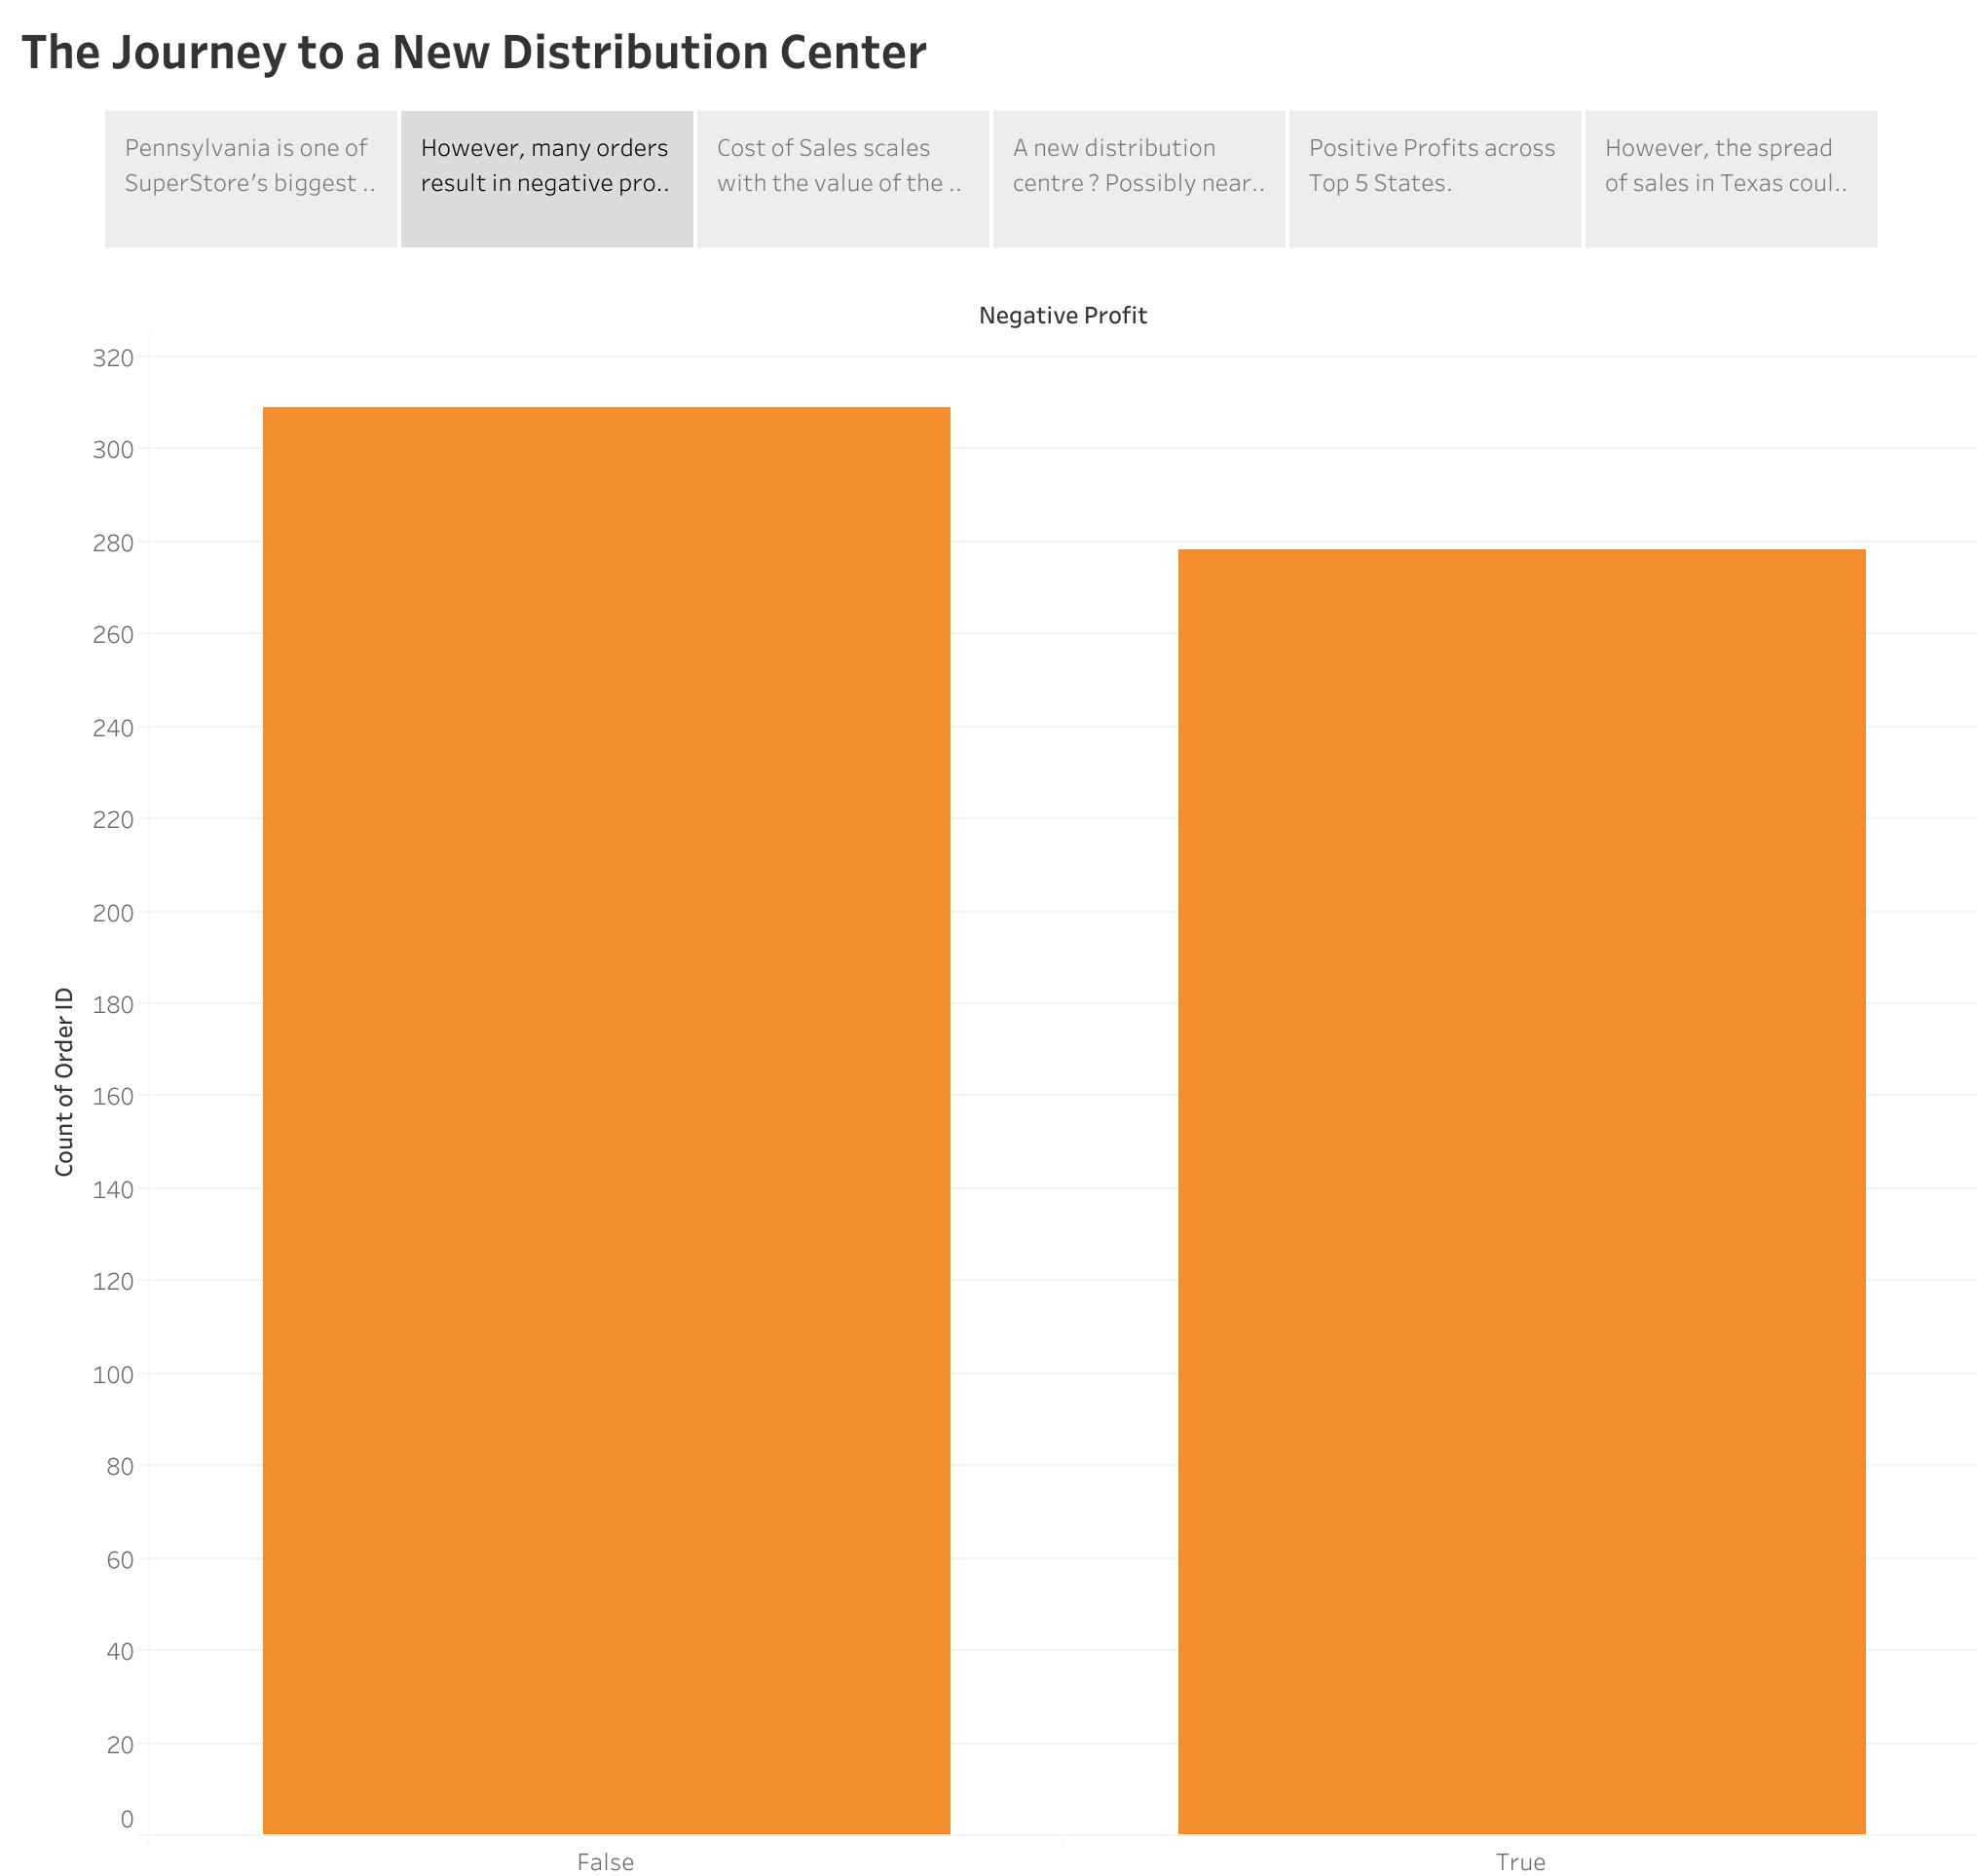 The Journey to a New Distribution Center
Pennsylvania is one of
SuperStore’s biggest ..
However, many orders
result in negative pro..
Cost of Sales scales
with the value of the ..
A new distribution
centre ? Possibly near..
Positive Profits across
Top 5 States.
However, the spread
of sales in Texas coul..
Negative Profit
320
300
280
260
240
220
200
180
160
140
120
100
80
60
40
20
0
Count of Order ID
False
True